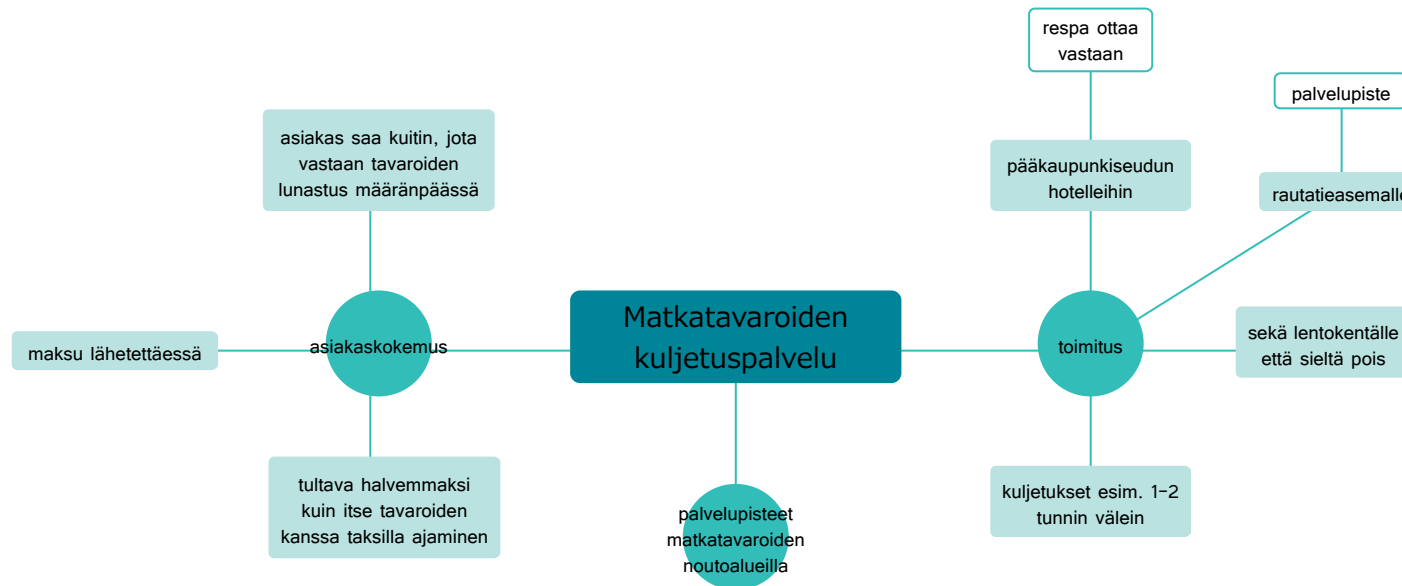 respa ottaa
vastaan
palvelupiste
asiakas saa kuitin, jota
vastaan tavaroiden
lunastus määränpäässä
pääkaupunkiseudun
hotelleihin
rautatieasemalle
Matkatavaroiden
kuljetuspalvelu
maksu lähetettäessä
asiakaskokemus
toimitus
sekä lentokentälle
että sieltä pois
tultava halvemmaksi
kuin itse tavaroiden
kanssa taksilla ajaminen
kuljetukset esim. 1-2
tunnin välein
palvelupisteet
matkatavaroiden
noutoalueilla